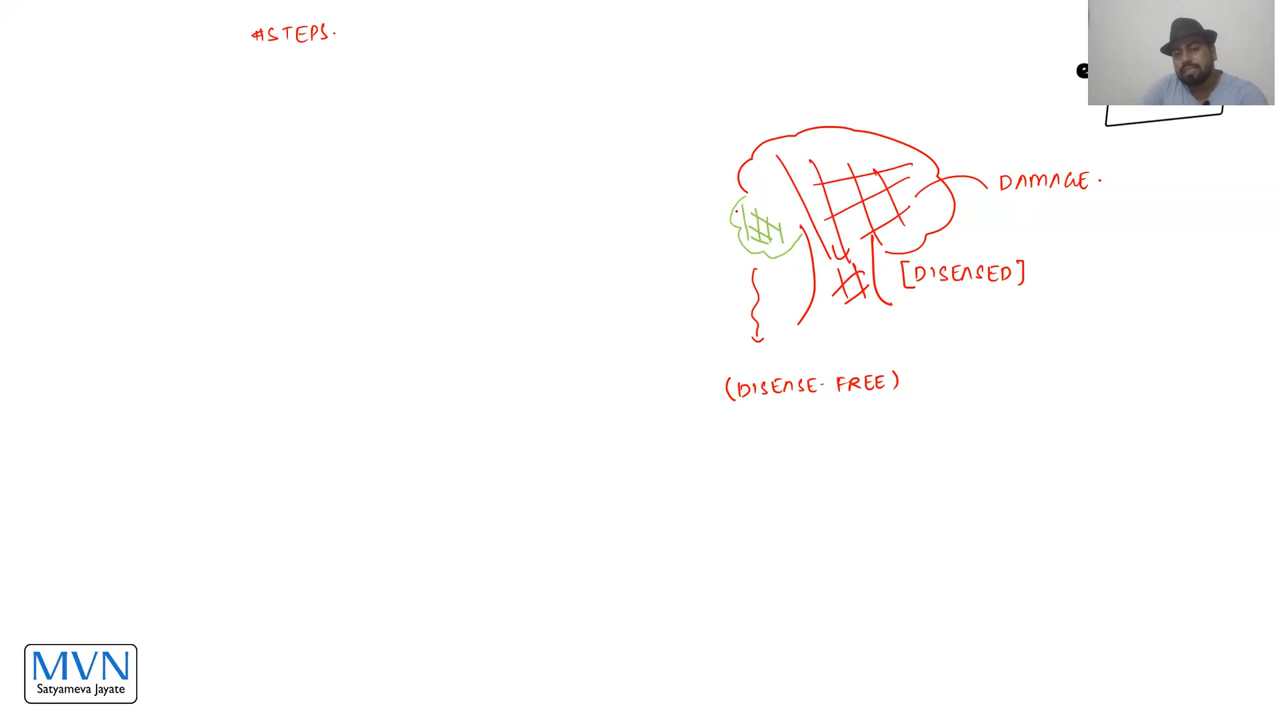 #STEPS.
DAMAGE.
[DISEASED]
(DISEASE-FREE)
MVN
Satyameva Jayate